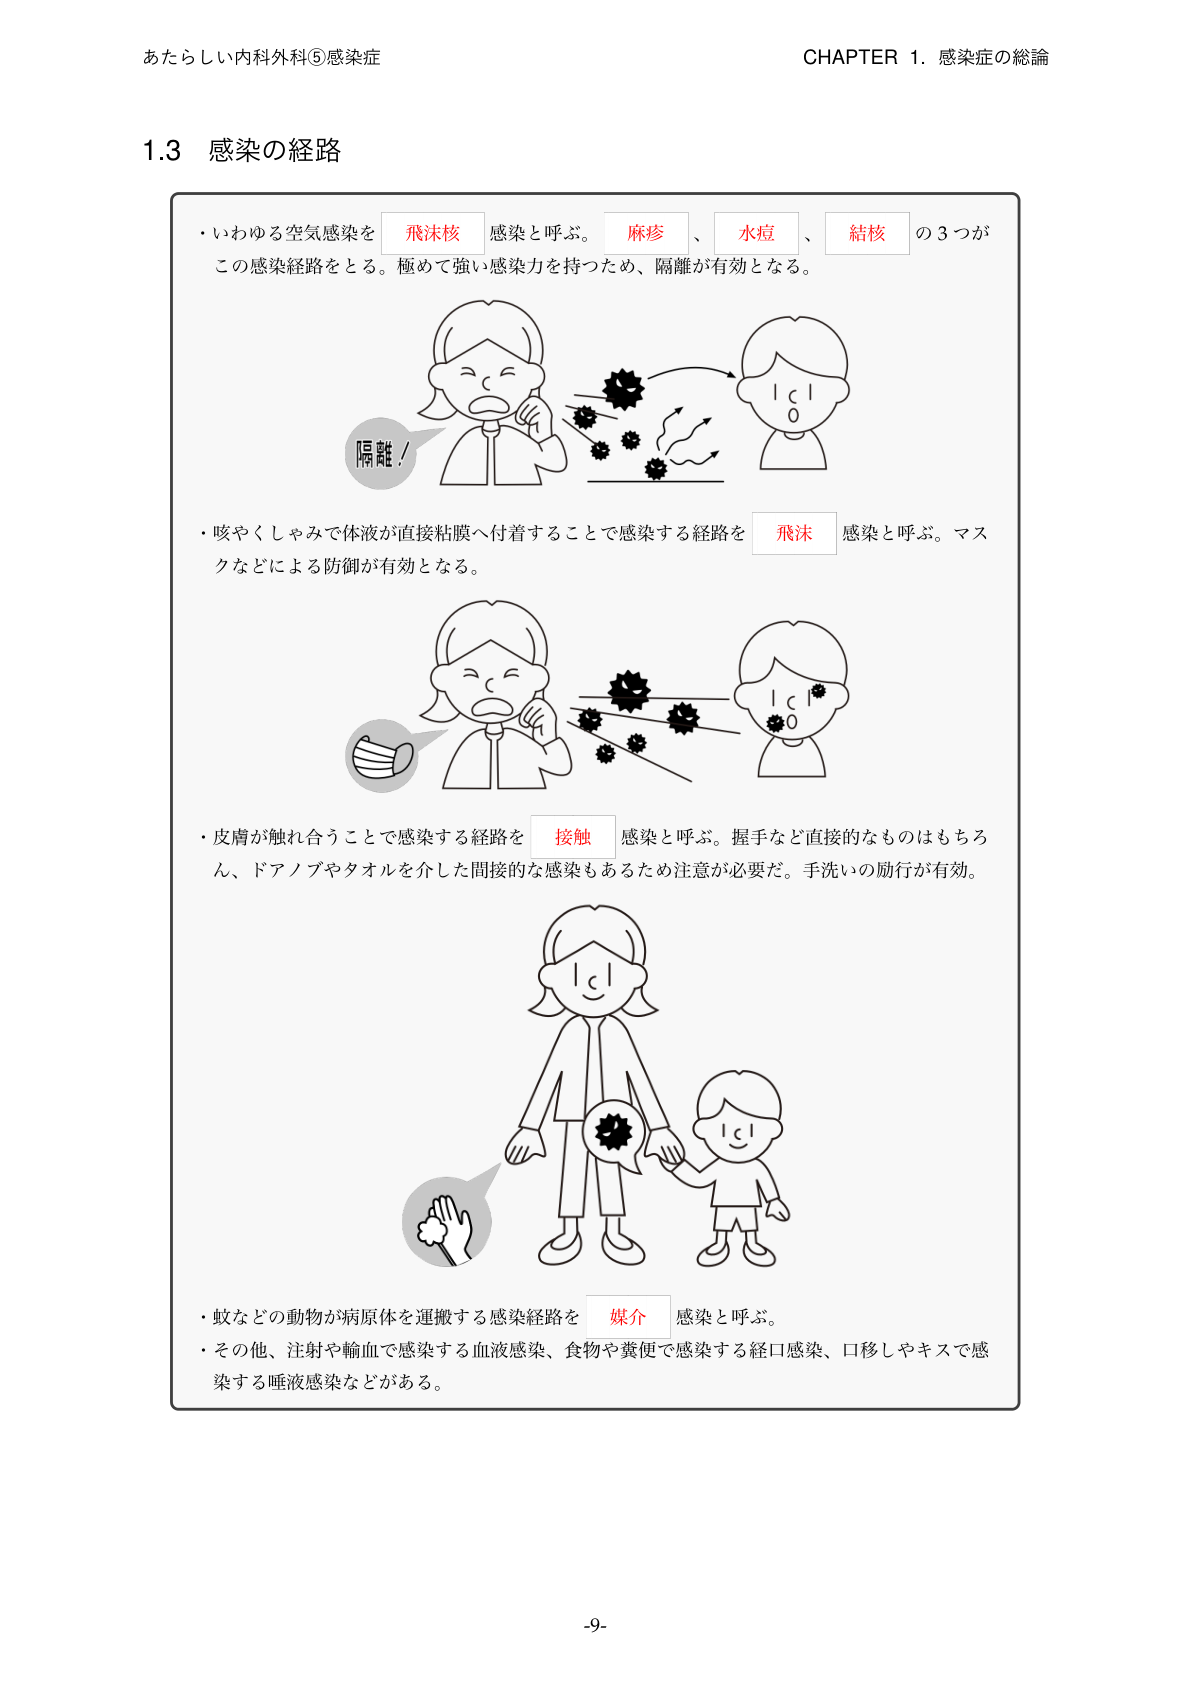 あたらしい内科外科⑤感染症
CHAPTER 1. 感染症の総論
1.3 感染の経路
・いわゆる空気感染を 飛沫核 感染と呼ぶ。 麻疹 、 水痘 、 結核 の 3 つが
この感染経路をとる。極めて強い感染力を持つため、隔離が有効となる。
隔離！
・咳やくしゃみで体液が直接粘膜へ付着することで感染する経路を 飛沫 感染と呼ぶ。マス
クなどによる防御が有効となる。
・皮膚が触れ合うことで感染する経路を 接触 感染と呼ぶ。握手など直接的なものはもちろ
ん、ドアノブやタオルを介した間接的な感染もあるため注意が必要だ。手洗いの励行が有効。
・蚊などの動物が病原体を運搬する感染経路を 媒介 感染と呼ぶ。
・その他、注射や輸血で感染する血液感染、食物や糞便で感染する経口感染、口移しやキスで感
染する唾液感染などがある。
-9-